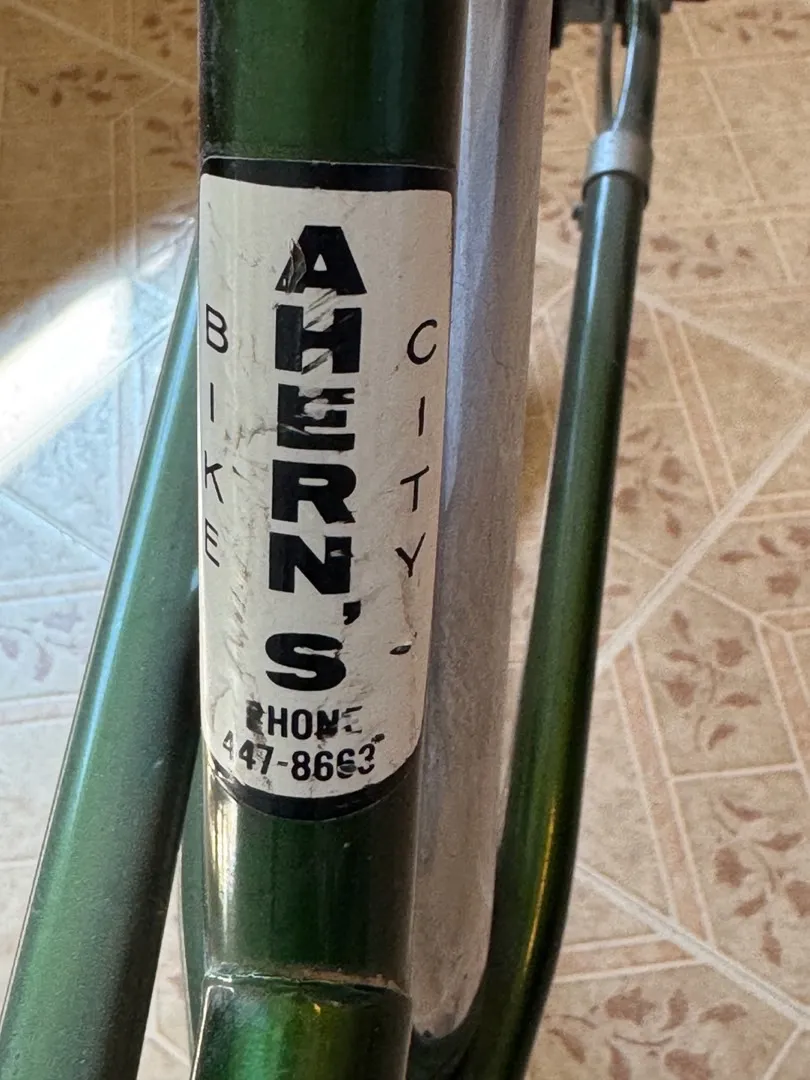 BIKE
AHERN'S
CITY
PHONE
447-8663